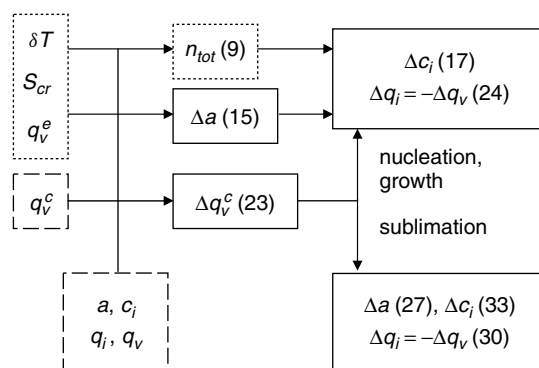 δT
S_cr
q_v^e
n_tot (9)
Δa (15)
Δc_i (17)
Δq_i = −Δq_v (24)
q_v^c
Δq_v^c (23)
nucleation,
growth
sublimation
a, c_i
q_i, q_v
Δa (27), Δc_i (33)
Δq_i = −Δq_v (30)